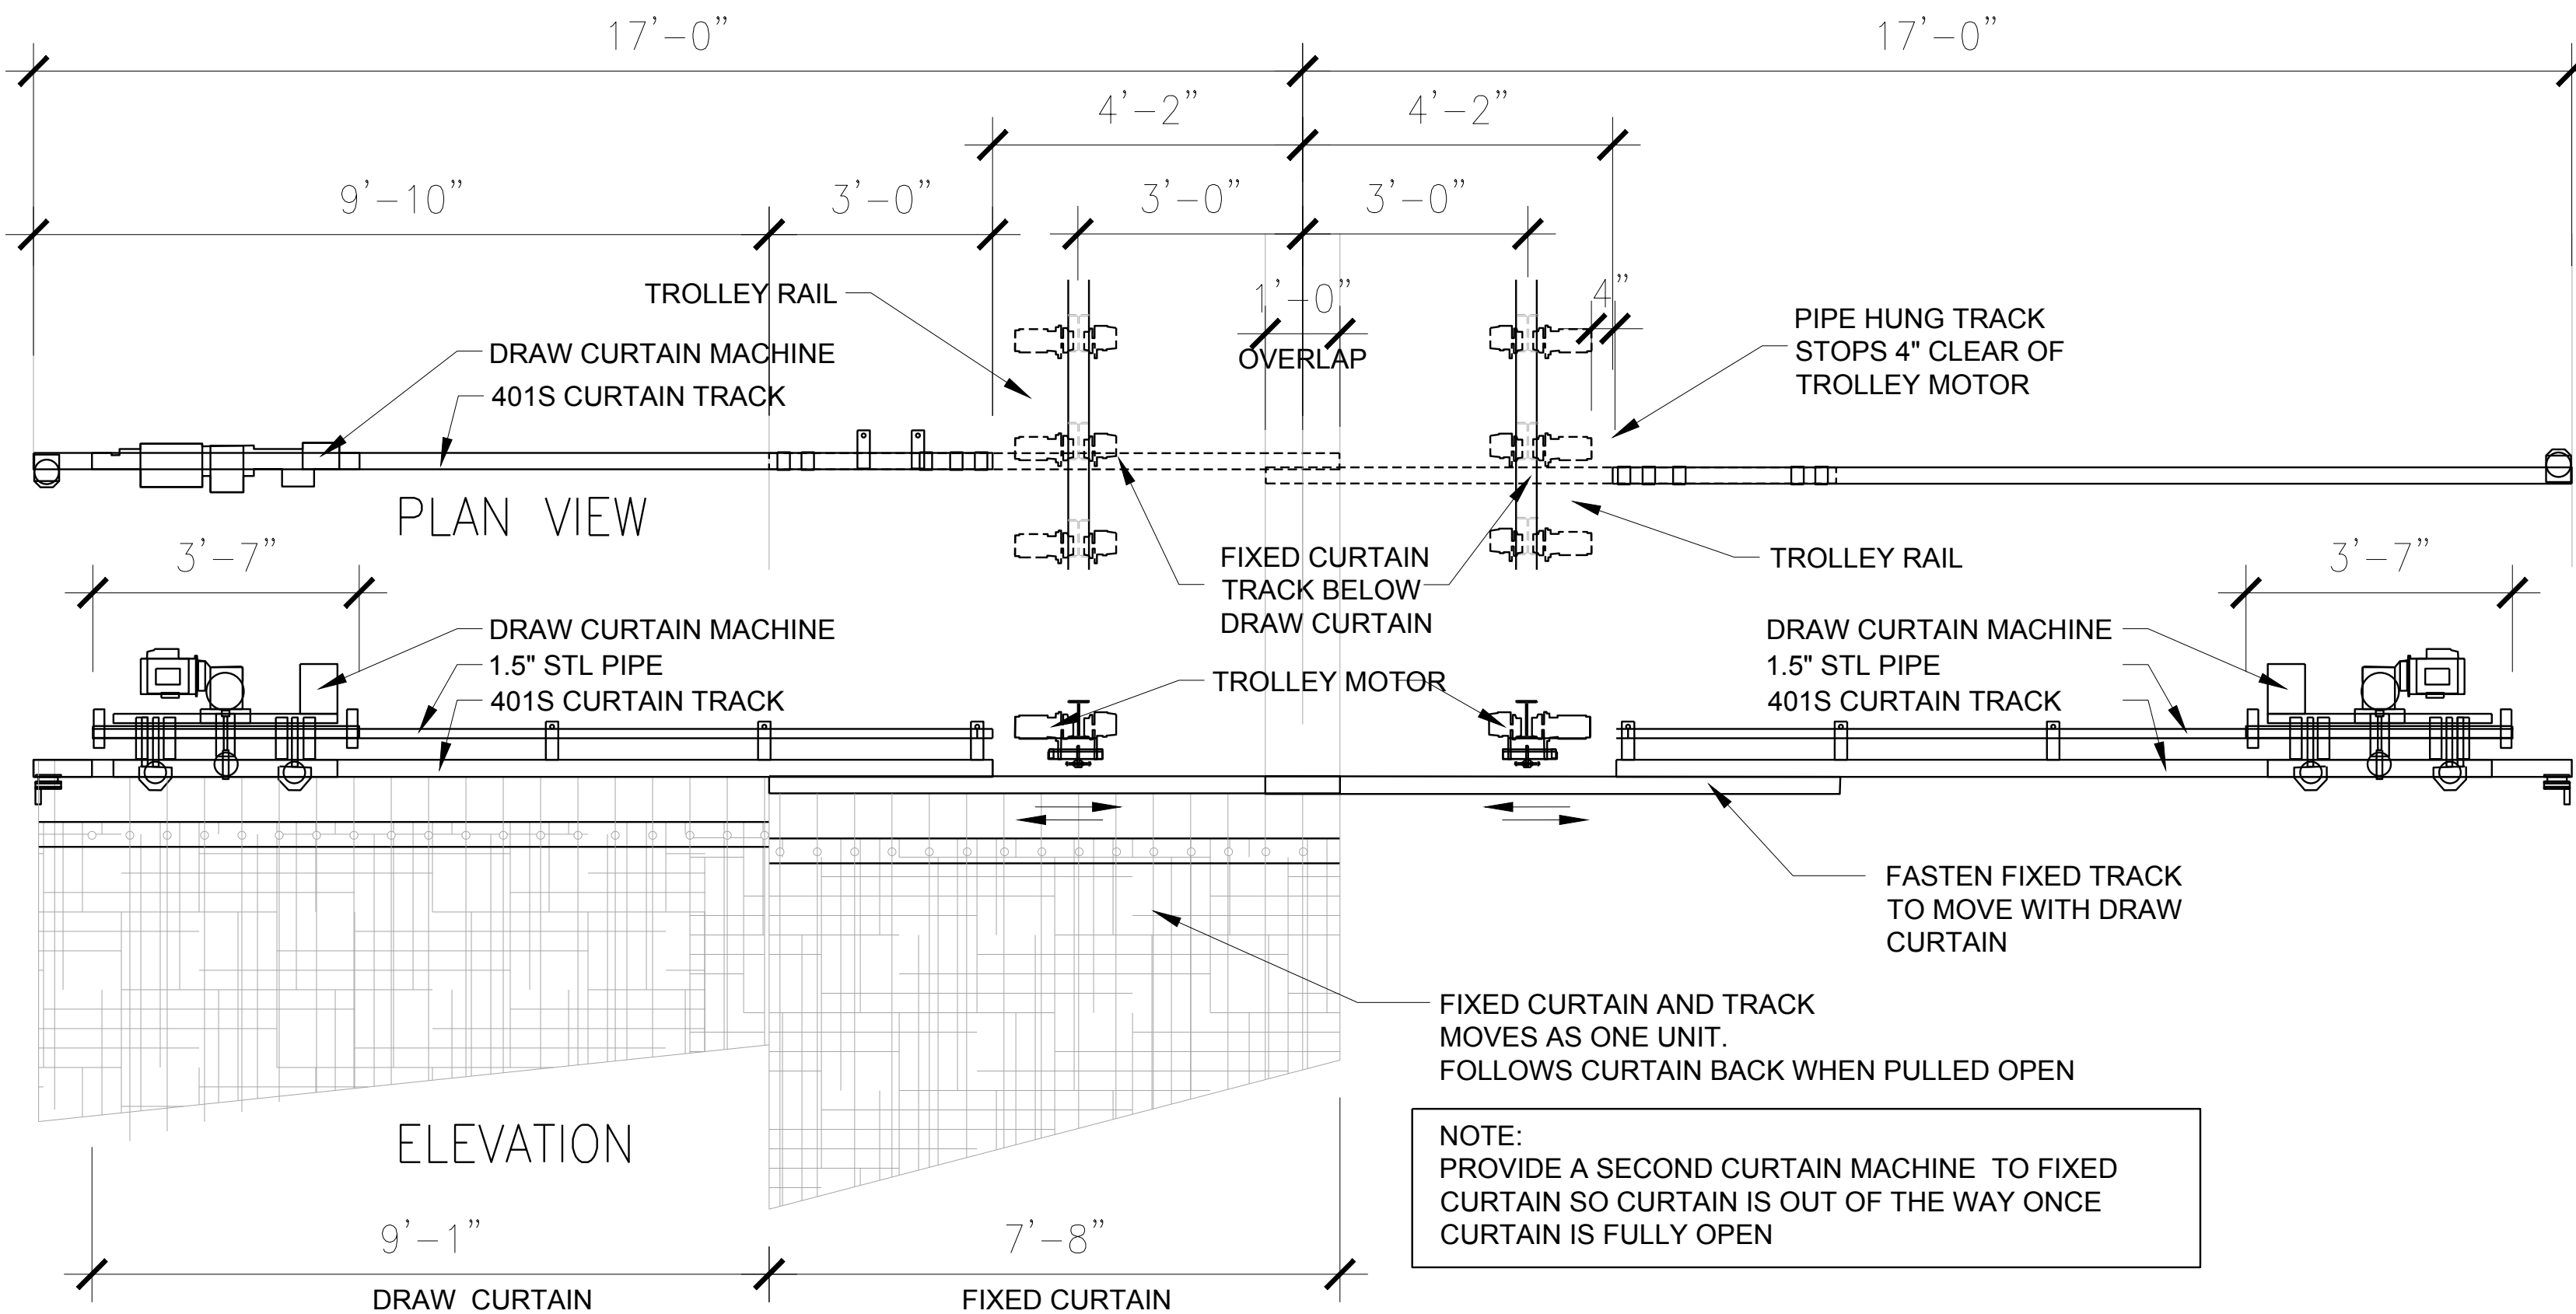 17'-0"
17'-0"
4'-2"
4'-2"
9'-10"
3'-0"
3'-0"
3'-0"
TROLLEY RAIL
1'-0"
4"
OVERLAP
PIPE HUNG TRACK
STOPS 4" CLEAR OF
TROLLEY MOTOR
DRAW CURTAIN MACHINE
401S CURTAIN TRACK
PLAN VIEW
3'-7"
FIXED CURTAIN
TRACK BELOW
DRAW CURTAIN
TROLLEY RAIL
3'-7"
DRAW CURTAIN MACHINE
1.5" STL PIPE
401S CURTAIN TRACK
TROLLEY MOTOR
DRAW CURTAIN MACHINE
1.5" STL PIPE
401S CURTAIN TRACK
FASTEN FIXED TRACK
TO MOVE WITH DRAW
CURTAIN
FIXED CURTAIN AND TRACK
MOVES AS ONE UNIT.
FOLLOWS CURTAIN BACK WHEN PULLED OPEN
ELEVATION
NOTE:
PROVIDE A SECOND CURTAIN MACHINE TO FIXED
CURTAIN SO CURTAIN IS OUT OF THE WAY ONCE
CURTAIN IS FULLY OPEN
9'-1"
7'-8"
DRAW CURTAIN
FIXED CURTAIN